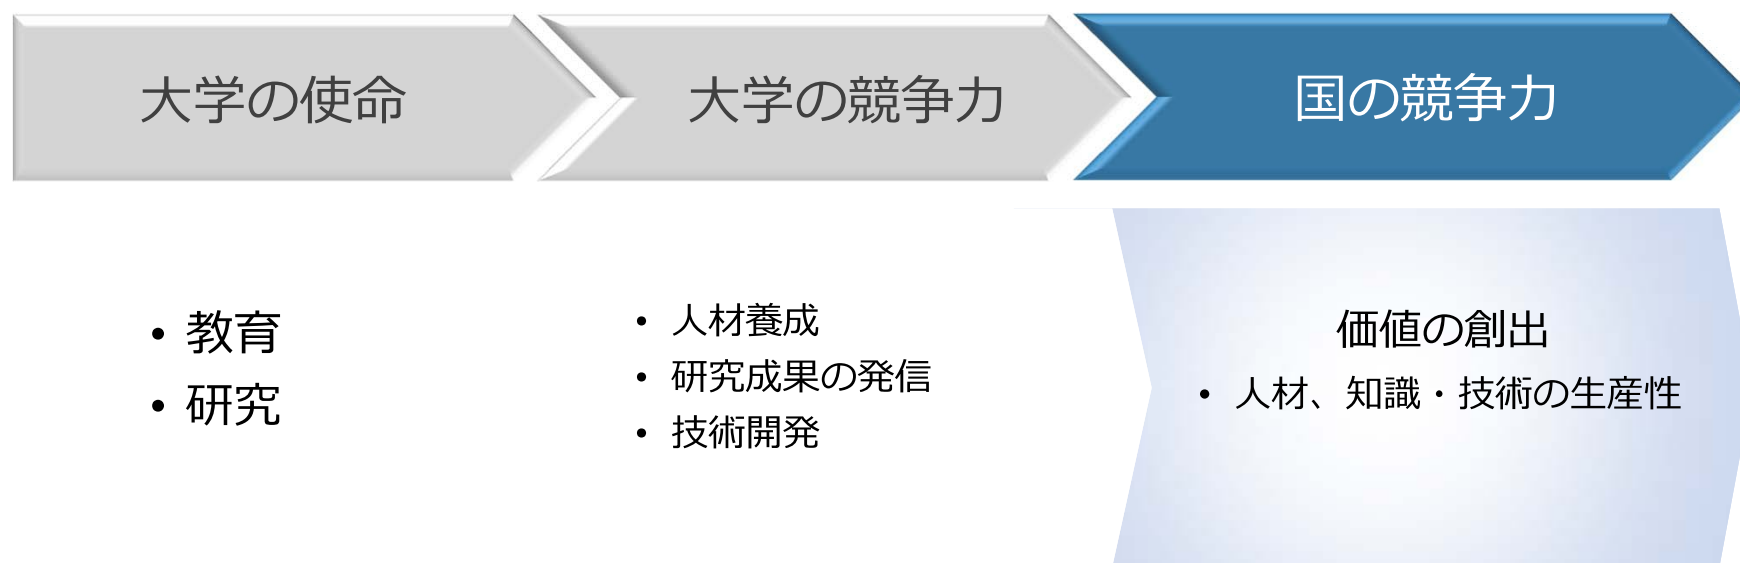 大学の使命
大学の競争力
国の競争力
• 教育
• 研究
• 人材養成
• 研究成果の発信
• 技術開発
価値の創出
• 人材、知識・技術の生産性